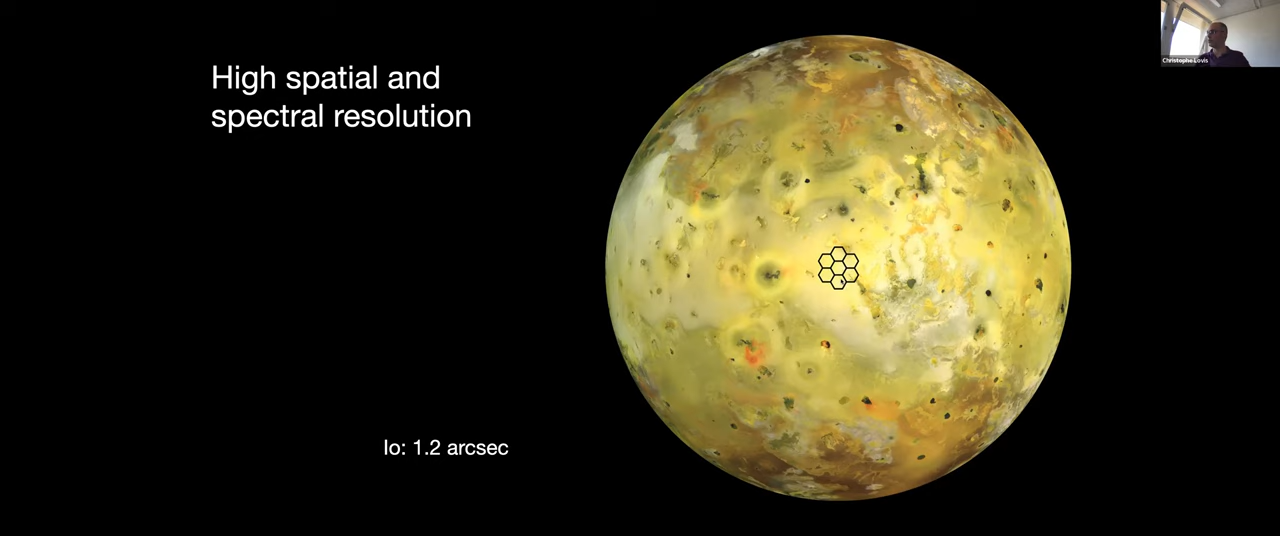 High spatial and
spectral resolution
Christophe Lovis
Io: 1.2 arcsec